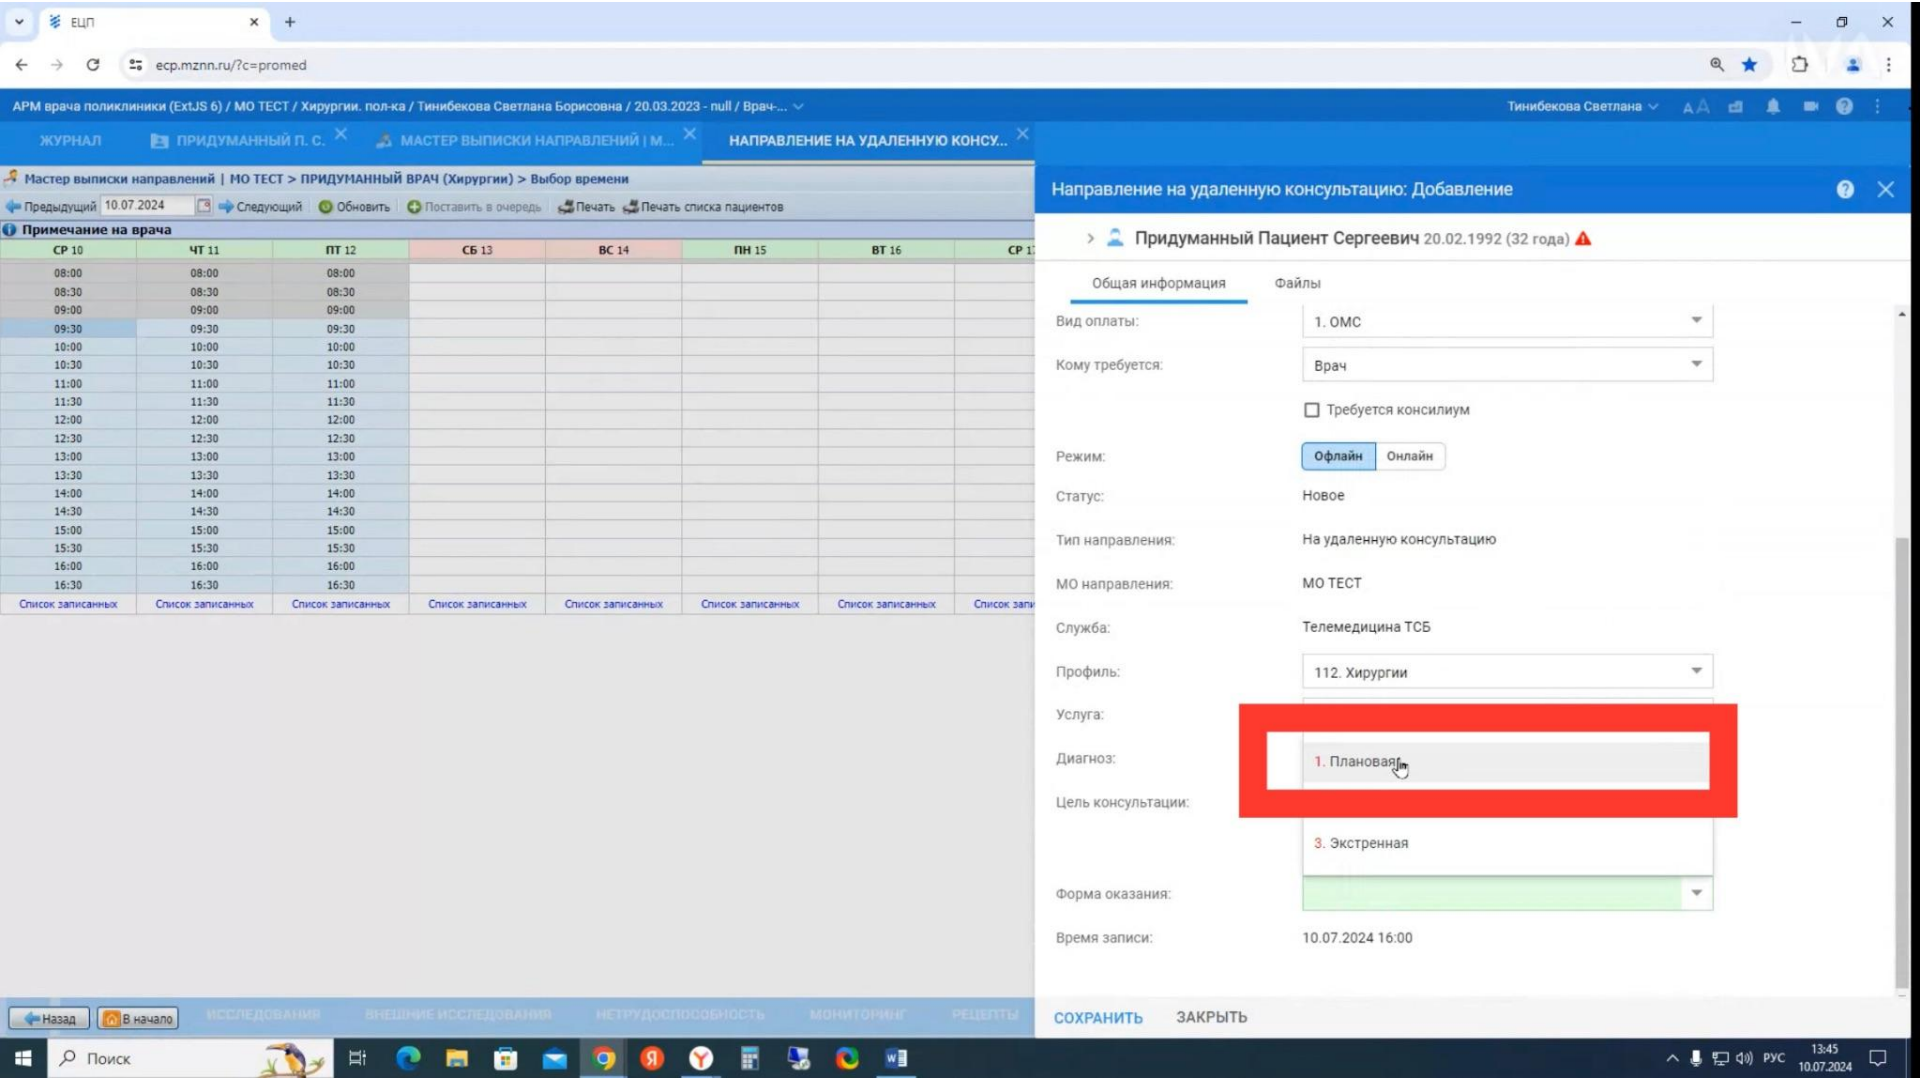 ЕЦП
ecp.mznn.ru/?c=promed
АРМ врача поликлиники (ExtJS 6) / МО ТЕСТ / Хирургии. пол-ка / Тинибекова Светлана Борисовна / 20.03.2023 - null / Врач-...
Тинибекова Светлана
ЖУРНАЛ
ПРИДУМАННЫЙ П. С.
МАСТЕР ВЫПИСКИ НАПРАВЛЕНИЙ | М...
НАПРАВЛЕНИЕ НА УДАЛЕННУЮ КОНСУ...
Мастер выписки направлений | МО ТЕСТ > ПРИДУМАННЫЙ ВРАЧ (Хирургии) > Выбор времени
Предыдущий 10.07.2024 Следующий Обновить Поставить в очередь Печать Печать списка пациентов
Примечание на врача
СР 10 ЧТ 11 ПТ 12 СБ 13 ВС 14 ПН 15 ВТ 16 СР 17
08:00 08:00 08:00
08:30 08:30 08:30
09:00 09:00 09:00
09:30 09:30 09:30
10:00 10:00 10:00
10:30 10:30 10:30
11:00 11:00 11:00
11:30 11:30 11:30
12:00 12:00 12:00
12:30 12:30 12:30
13:00 13:00 13:00
13:30 13:30 13:30
14:00 14:00 14:00
14:30 14:30 14:30
15:00 15:00 15:00
15:30 15:30 15:30
16:00 16:00 16:00
16:30 16:30 16:30
Список записанных Список записанных Список записанных Список записанных Список записанных Список записанных Список записанных Список запи
Направление на удаленную консультацию: Добавление
Придуманный Пациент Сергеевич 20.02.1992 (32 года)
Общая информация Файлы
Вид оплаты: 1. ОМС
Кому требуется: Врач
Требуется консилиум
Режим: Офлайн Онлайн
Статус: Новое
Тип направления: На удаленную консультацию
МО направления: МО ТЕСТ
Служба: Телемедицина ТСБ
Профиль: 112. Хирургии
Услуга:
Диагноз: 1. Плановая
Цель консультации:
3. Экстренная
Форма оказания:
Время записи: 10.07.2024 16:00
СОХРАНИТЬ ЗАКРЫТЬ
Назад В начало ИССЛЕДОВАНИЯ ВНЕШНИЕ ИССЛЕДОВАНИЯ НЕТРУДОСПОСОБНОСТЬ МОНИТОРИНГ РЕЦЕПТЫ
Поиск
РУС
13:45
10.07.2024